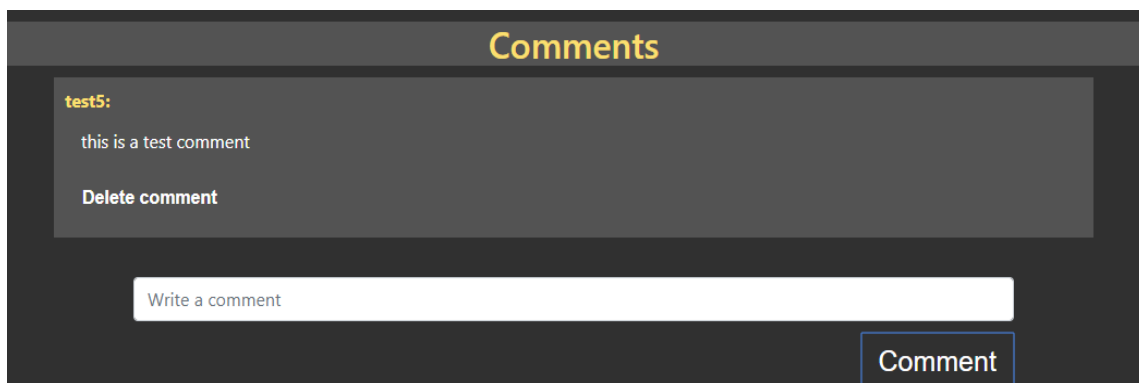 Comments
test5:
this is a test comment
Delete comment
Write a comment
Comment